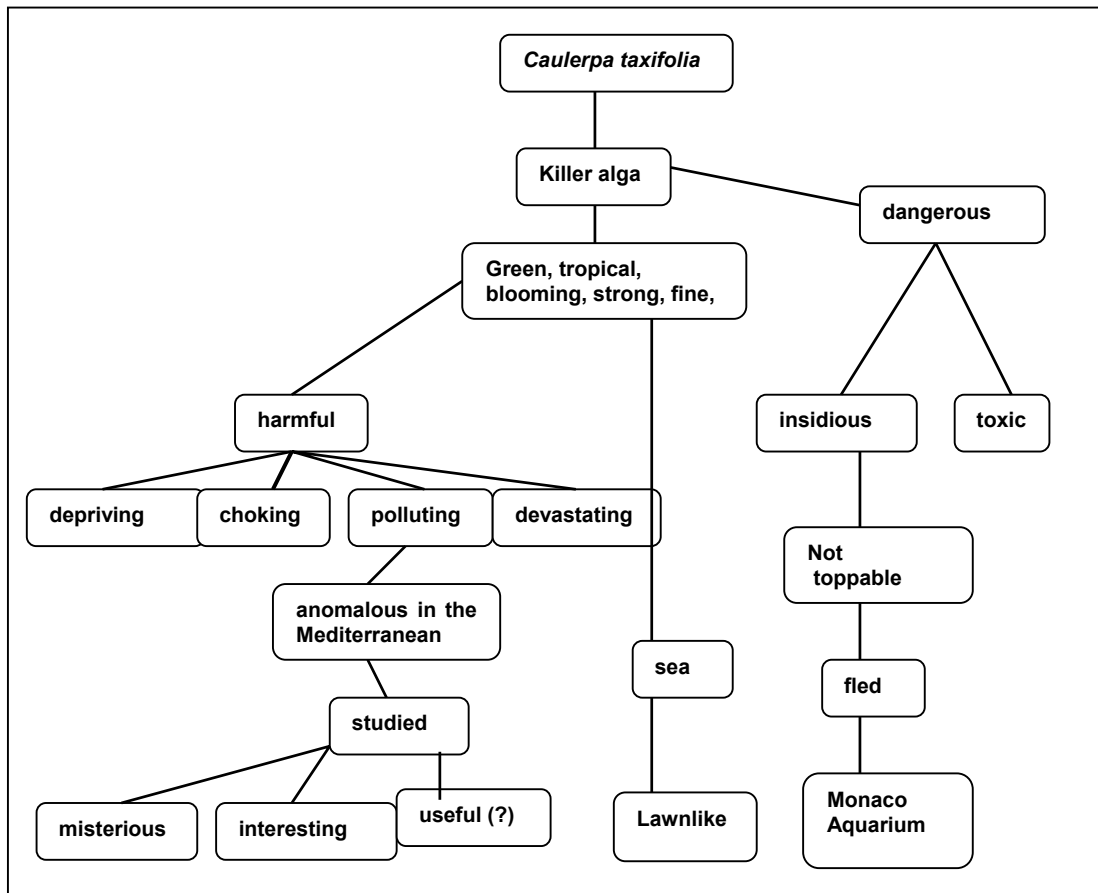 Caulerpa taxifolia
Killer alga
dangerous
Green, tropical,
blooming, strong, fine,
harmful
insidious
toxic
depriving
choking
polluting
devastating
Not
toppable
anomalous in the
Mediterranean
sea
fled
studied
misterious
interesting
useful (?)
Lawnlike
Monaco
Aquarium